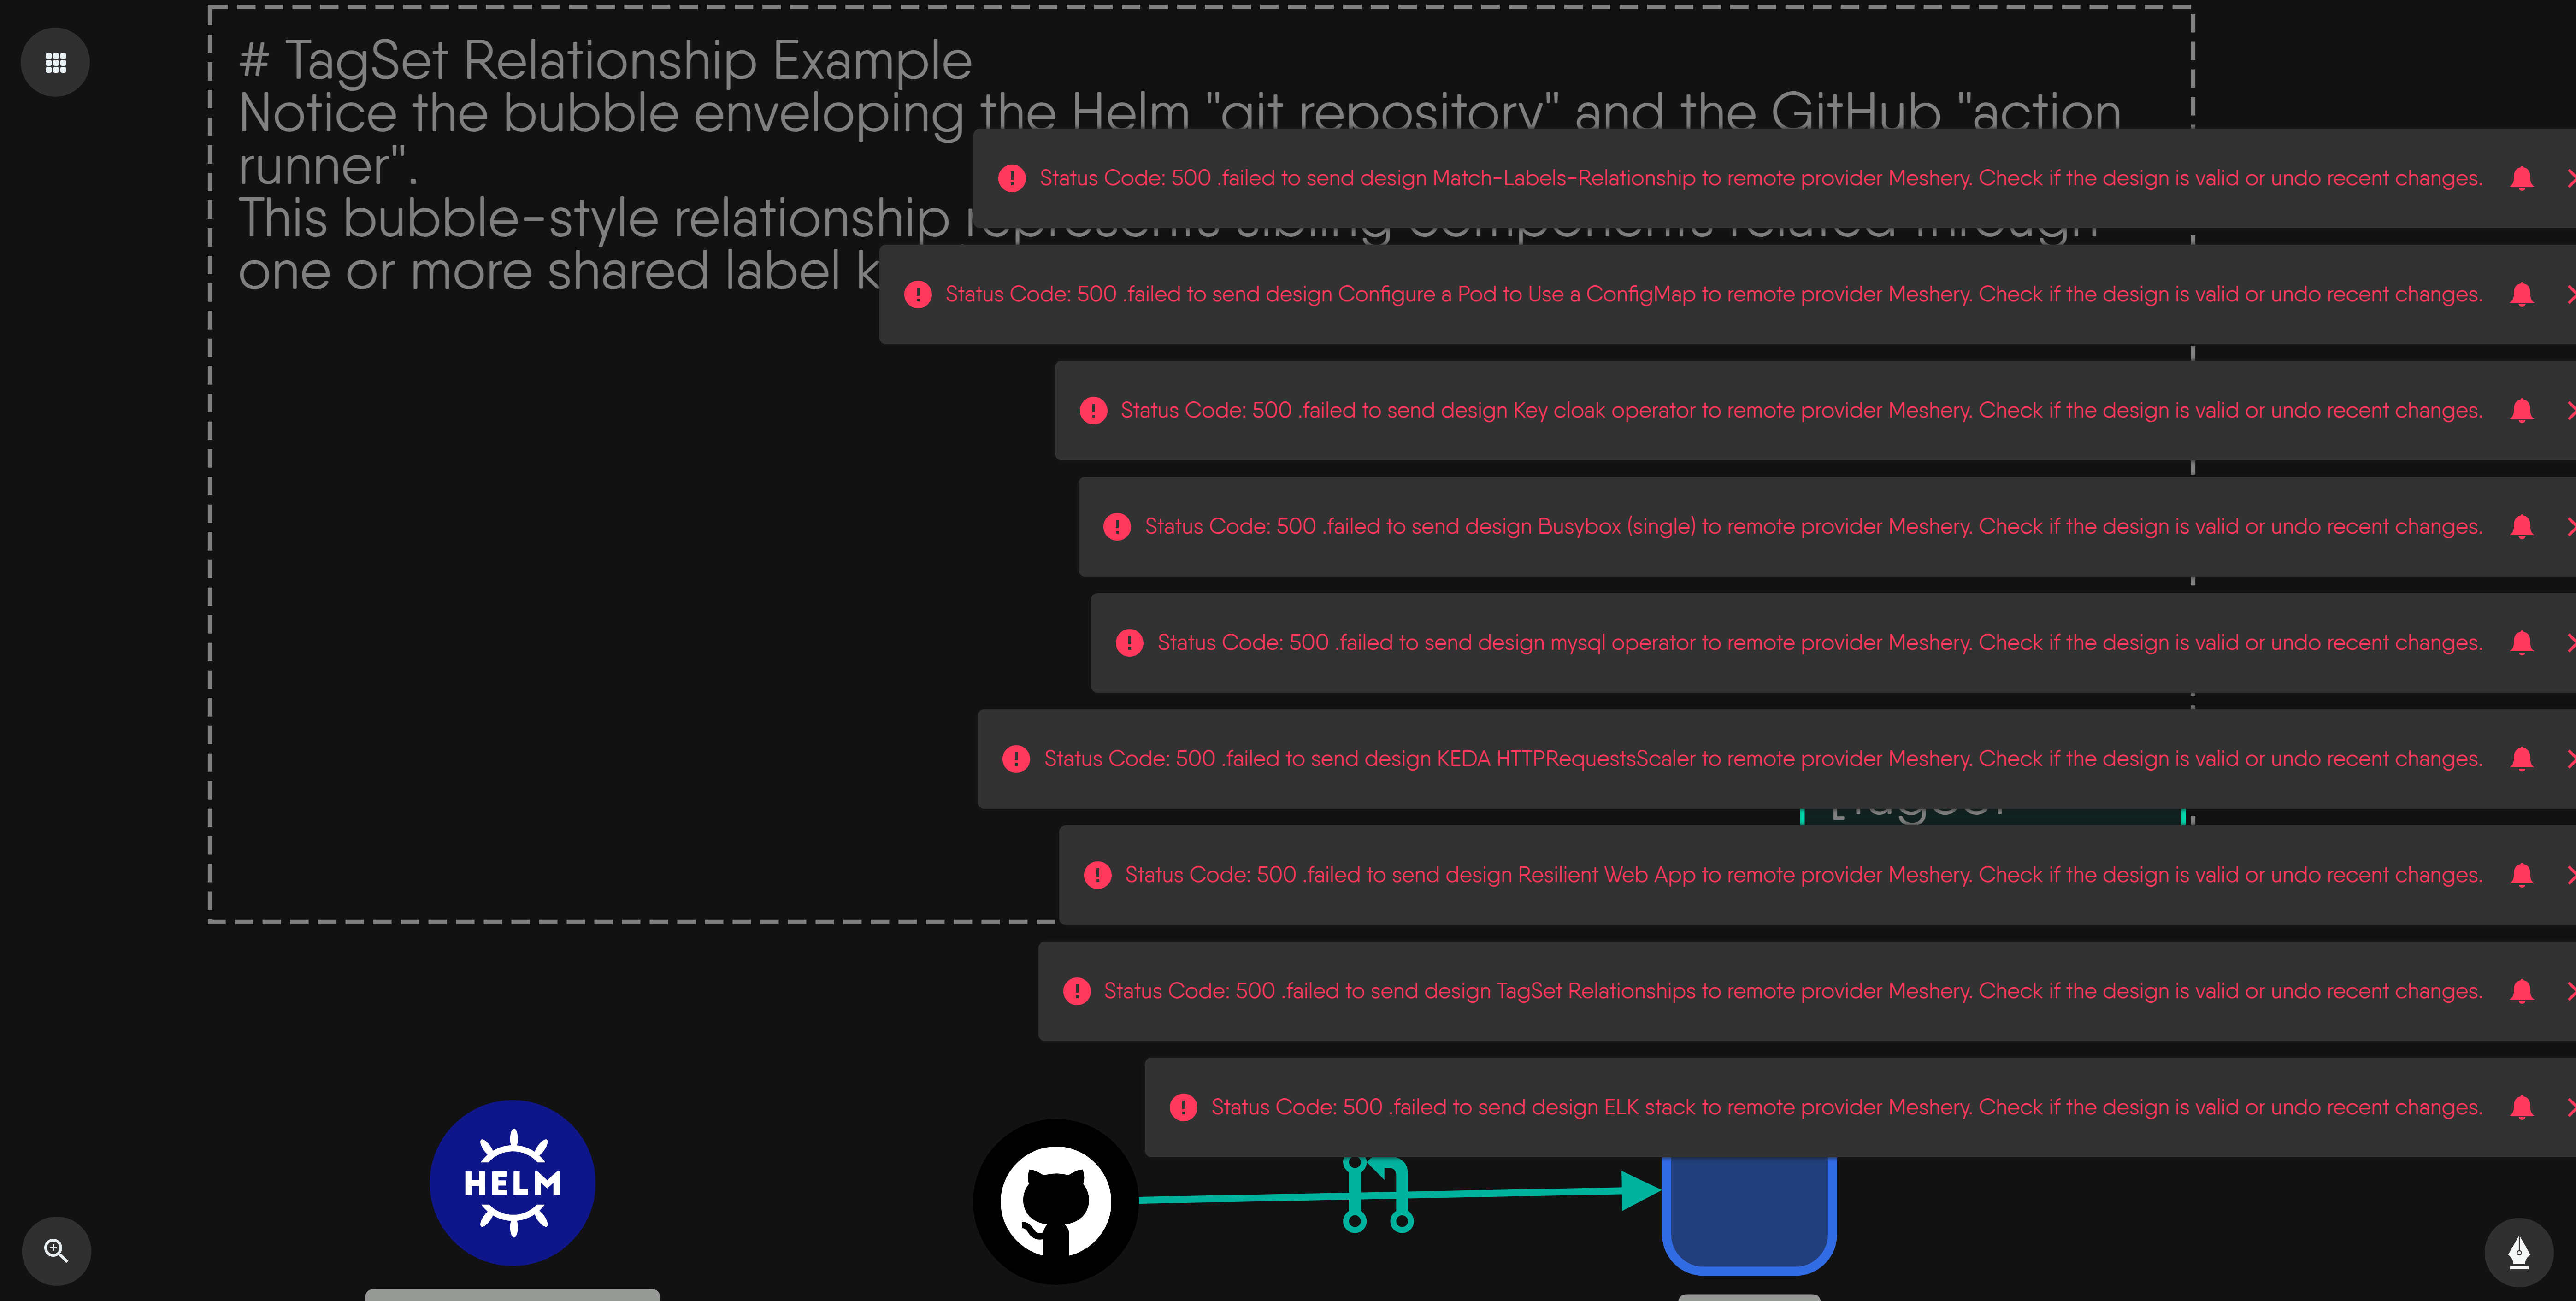 # TagSet Relationship Example
Notice the bubble enveloping the Helm "git repository" and the GitHub "action
runner".
This bubble-style relationship represents sibling components related through
one or more shared label
Status Code: 500 .failed to send design Match-Labels-Relationship to remote provider Meshery. Check if the design is valid or undo recent changes.
Status Code: 500 .failed to send design Configure a Pod to Use a ConfigMap to remote provider Meshery. Check if the design is valid or undo recent changes.
Status Code: 500 .failed to send design Key cloak operator to remote provider Meshery. Check if the design is valid or undo recent changes.
Status Code: 500 .failed to send design Busybox (single) to remote provider Meshery. Check if the design is valid or undo recent changes.
Status Code: 500 .failed to send design mysql operator to remote provider Meshery. Check if the design is valid or undo recent changes.
Status Code: 500 .failed to send design KEDA HTTPRequestsScaler to remote provider Meshery. Check if the design is valid or undo recent changes.
[TagSet
Status Code: 500 .failed to send design Resilient Web App to remote provider Meshery. Check if the design is valid or undo recent changes.
Status Code: 500 .failed to send design TagSet Relationships to remote provider Meshery. Check if the design is valid or undo recent changes.
Status Code: 500 .failed to send design ELK stack to remote provider Meshery. Check if the design is valid or undo recent changes.
HELM